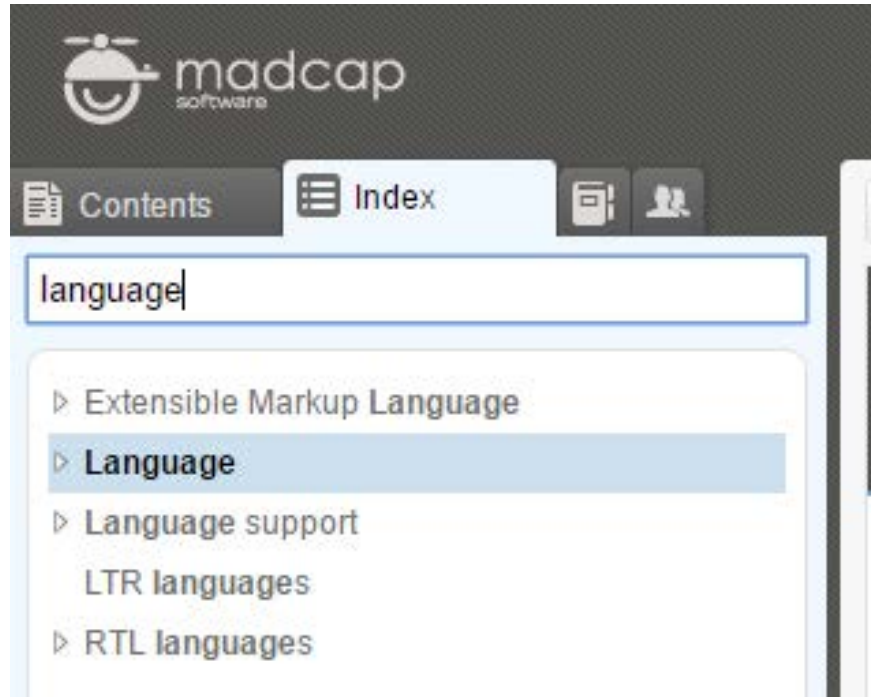 madcap
software
Contents
Index
language
Extensible Markup Language
Language
Language support
LTR languages
RTL languages